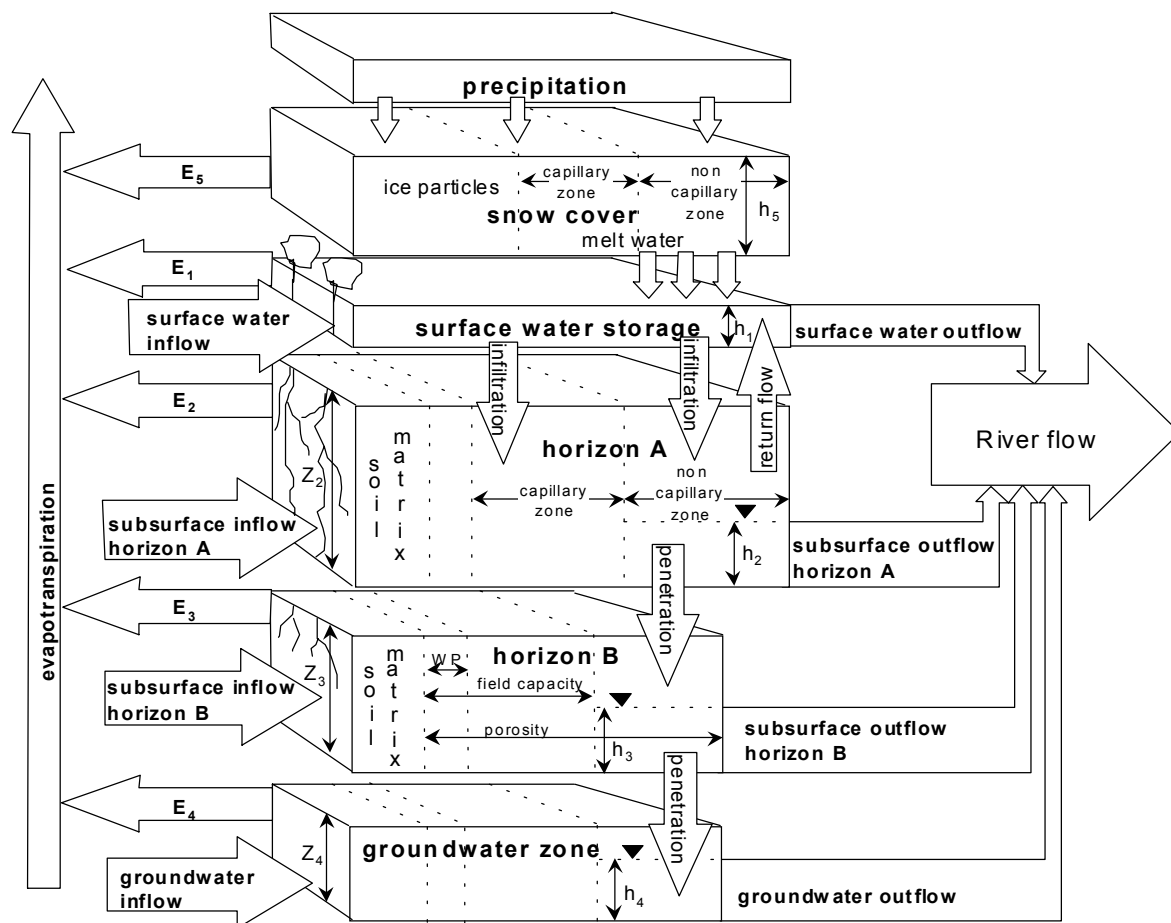 precipitation
E5
ice particles
capillary
zone
non
capillary
zone
h5
snow cover
melt water
E1
surface water
inflow
surface water storage
h1
surface water outflow
infiltration
infiltration
return flow
E2
Z2
soil
matrix
horizon A
capillary
zone
non
capillary
zone
River flow
subsurface inflow
horizon A
h2
subsurface outflow
horizon A
penetration
evapotranspiration
E3
Z3
soil
matrix
WP
horizon B
field capacity
subsurface inflow
horizon B
porosity
h3
subsurface outflow
horizon B
penetration
E4
Z4
groundwater zone
groundwater
inflow
h4
groundwater outflow